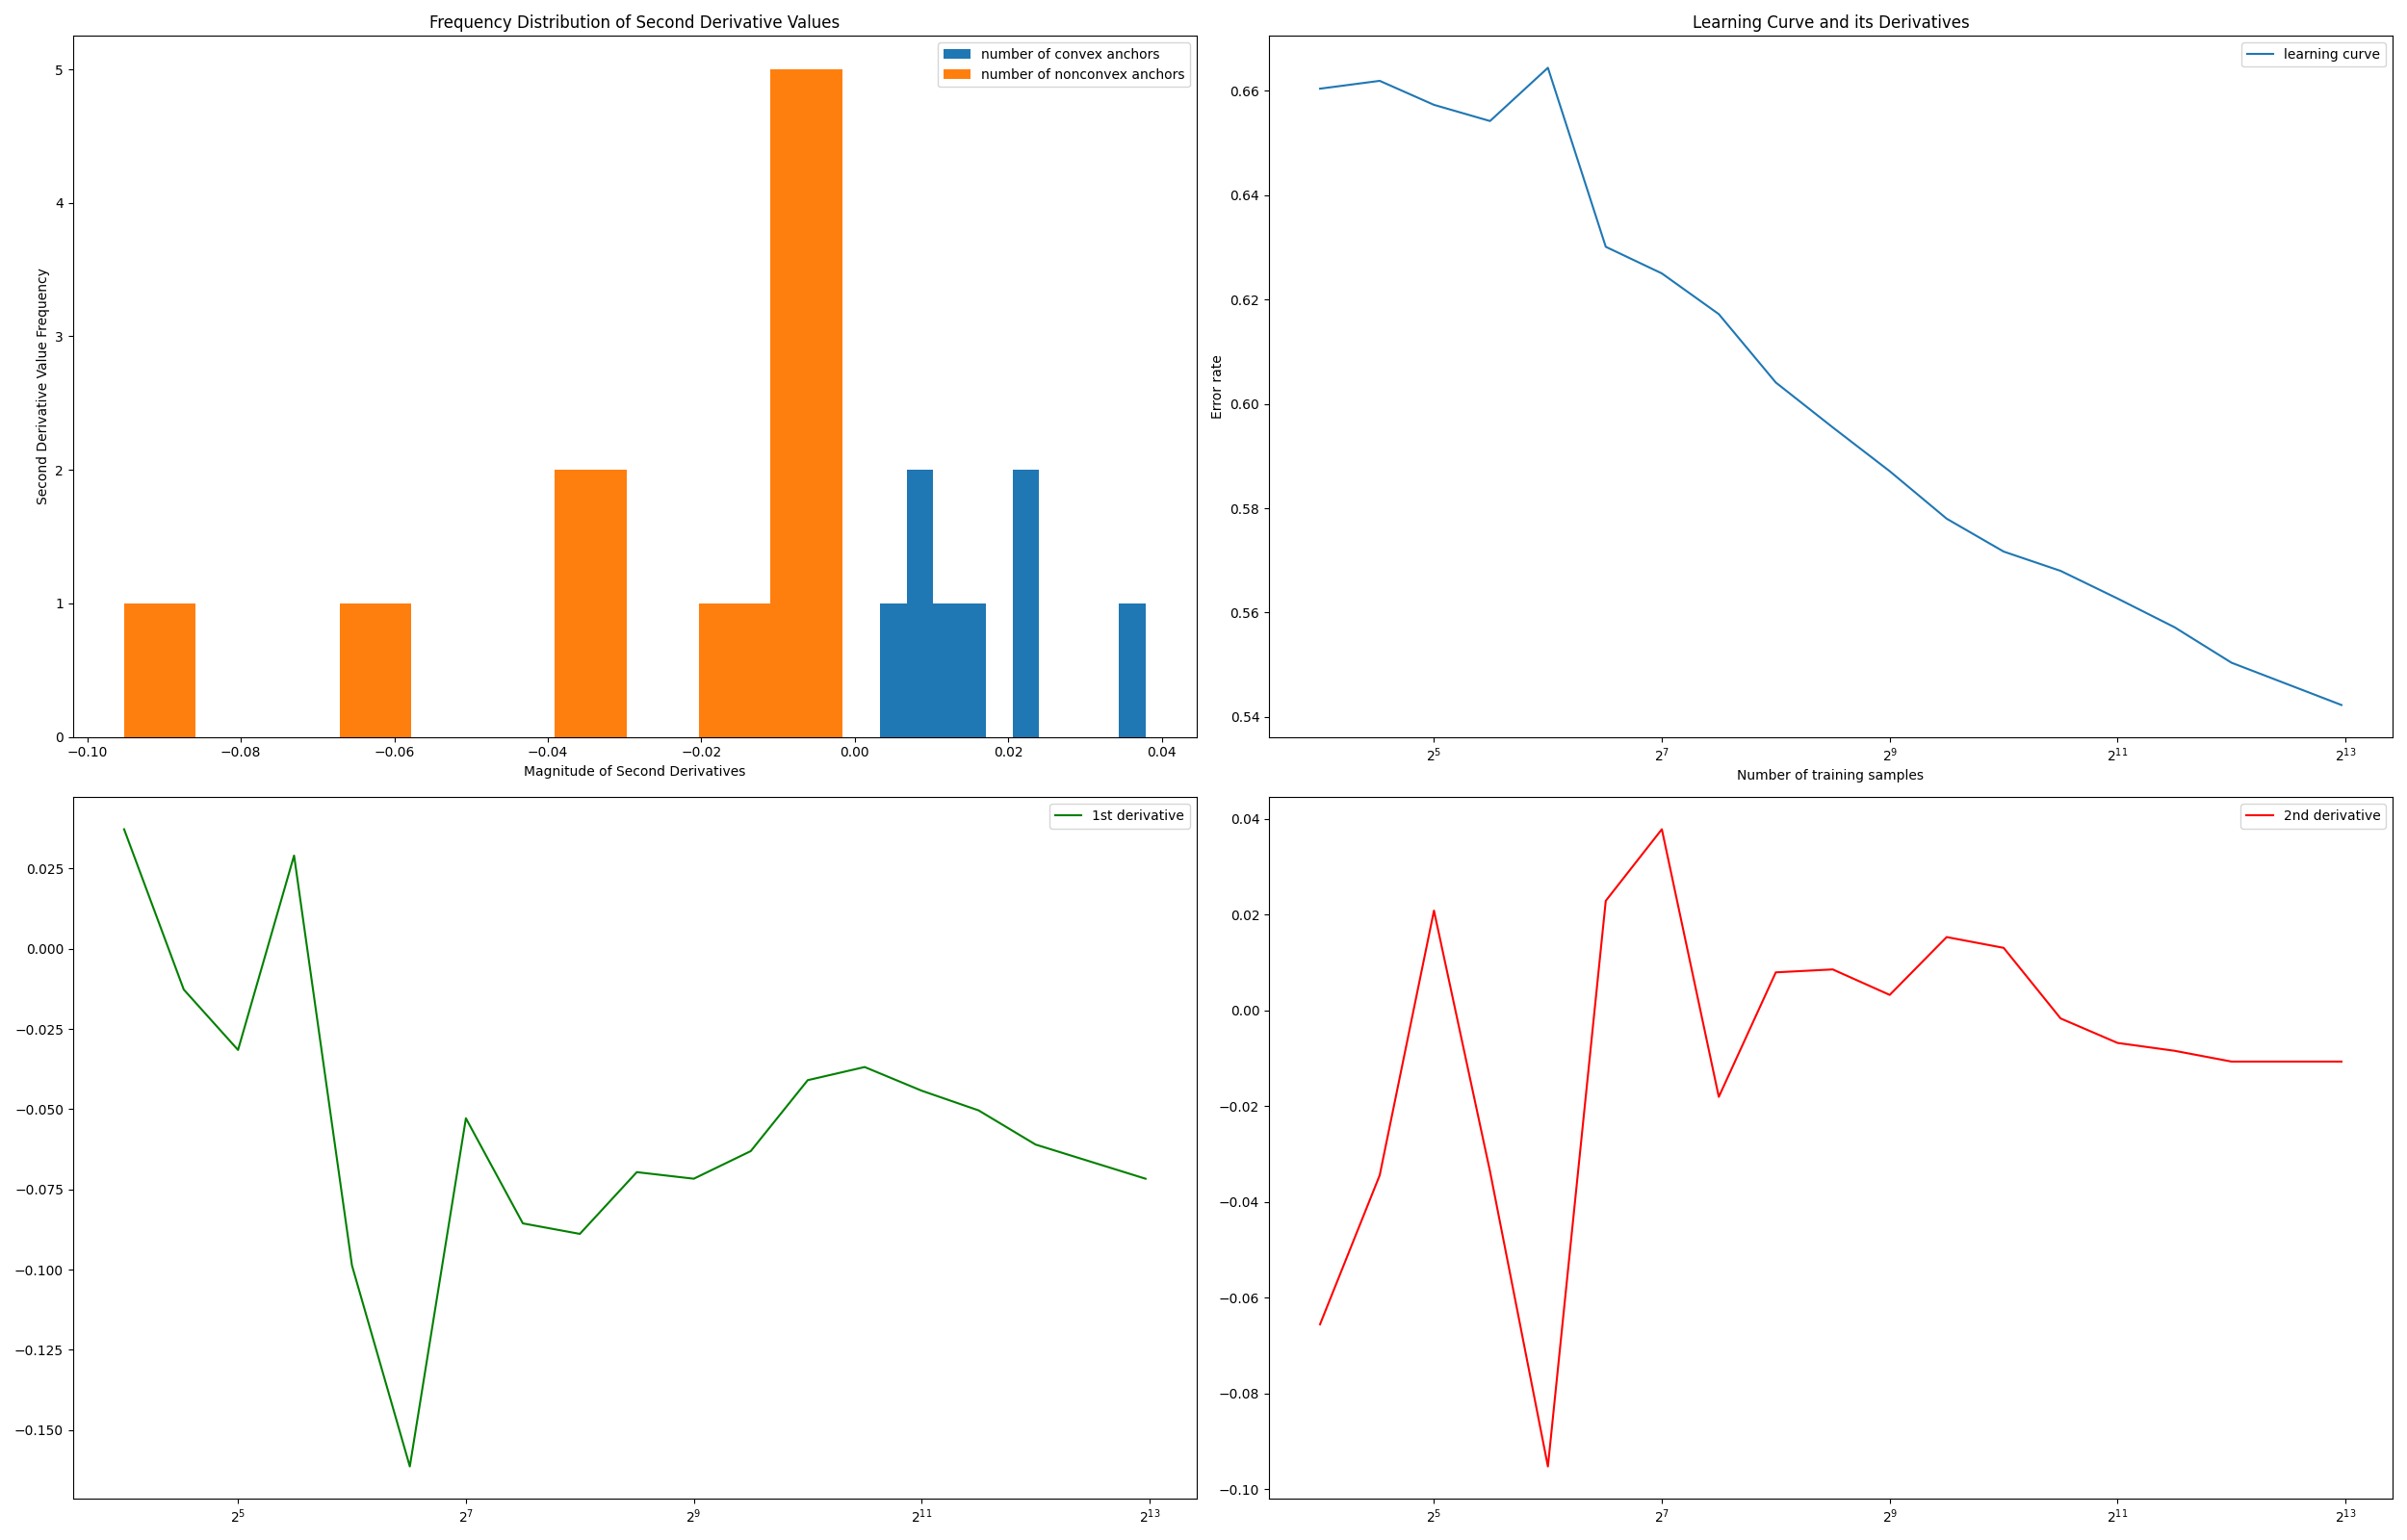 Frequency Distribution of Second Derivative Values
number of convex anchors
number of nonconvex anchors
5
4
3
2
1
0
Second Derivative Value Frequency
−0.10 −0.08 −0.06 −0.04 −0.02 0.00 0.02 0.04
Magnitude of Second Derivatives
Learning Curve and its Derivatives
learning curve
0.66
0.64
0.62
0.60
0.58
0.56
0.54
Error rate
2^5 2^7 2^9 2^11 2^13
Number of training samples
1st derivative
0.025
0.000
−0.025
−0.050
−0.075
−0.100
−0.125
−0.150
2^5 2^7 2^9 2^11 2^13
2nd derivative
0.04
0.02
0.00
−0.02
−0.04
−0.06
−0.08
−0.10
2^5 2^7 2^9 2^11 2^13